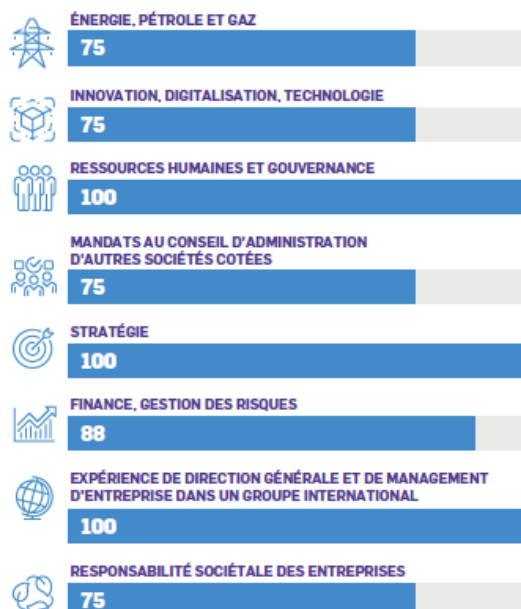 ÉNERGIE, PÉTROLE ET GAZ
75
INNOVATION, DIGITALISATION, TECHNOLOGIE
75
RESSOURCES HUMAINES ET GOUVERNANCE
100
MANDATS AU CONSEIL D'ADMINISTRATION
D'AUTRES SOCIÉTÉS COTÉES
75
STRATÉGIE
100
FINANCE, GESTION DES RISQUES
88
EXPÉRIENCE DE DIRECTION GÉNÉRALE ET DE MANAGEMENT
D'ENTREPRISE DANS UN GROUPE INTERNATIONAL
100
RESPONSABILITÉ SOCIÉTALE DES ENTREPRISES
75